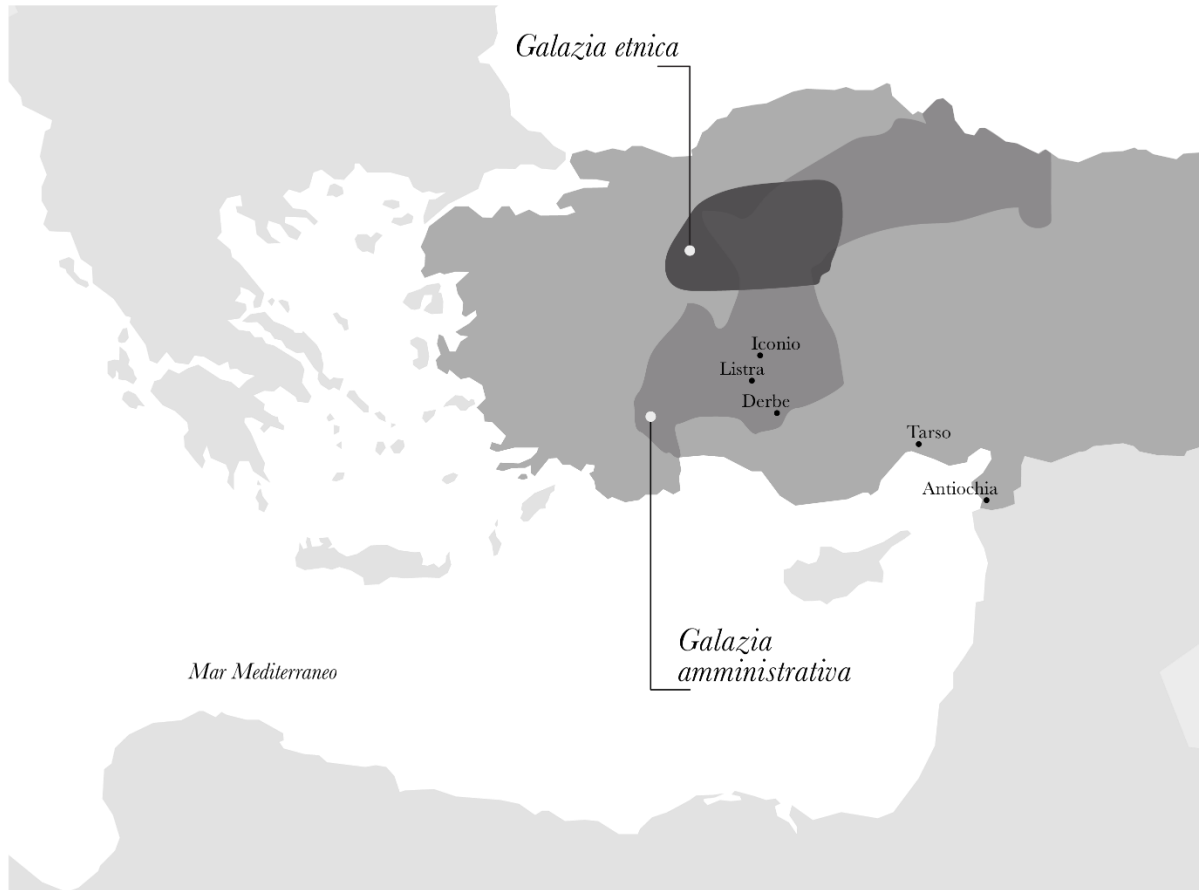 Galazia etnica
Iconio
Listra
Derbe
Tarso
Antiochia
Galazia
amministrativa
Mar Mediterraneo